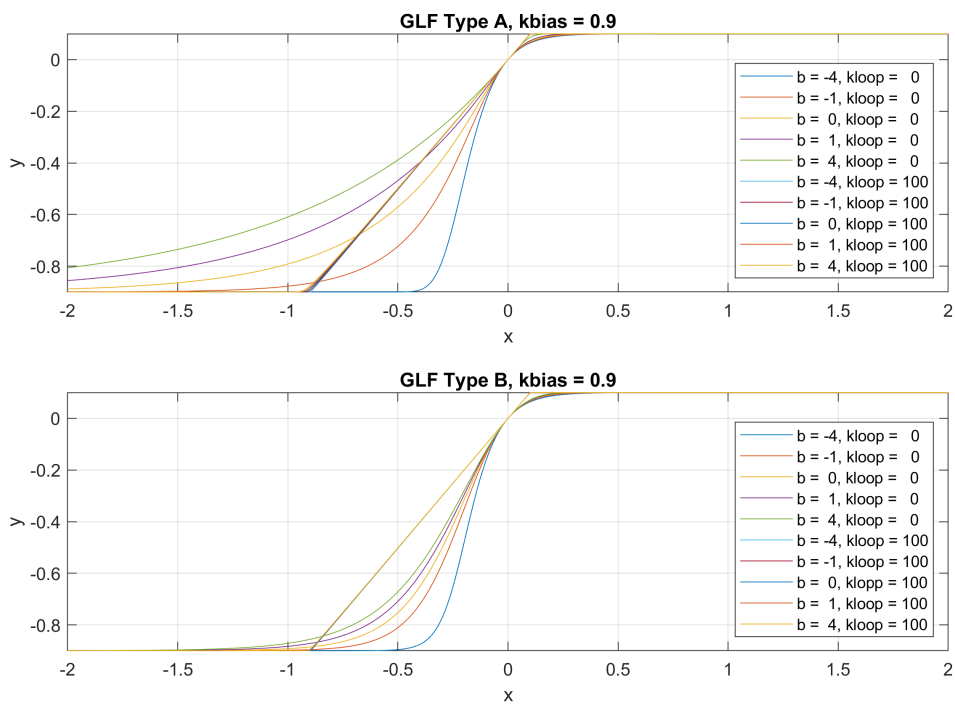 GLF Type A, kbias = 0.9
0
-0.2
-0.4
-0.6
-0.8
y
-2
-1.5
-1
-0.5
0
0.5
1
1.5
2
x
b = -4, kloop = 0
b = -1, kloop = 0
b = 0, kloop = 0
b = 1, kloop = 0
b = 4, kloop = 0
b = -4, kloop = 100
b = -1, kloop = 100
b = 0, kloop = 100
b = 1, kloop = 100
b = 4, kloop = 100
GLF Type B, kbias = 0.9
0
-0.2
-0.4
-0.6
-0.8
y
-2
-1.5
-1
-0.5
0
0.5
1
1.5
2
x
b = -4, kloop = 0
b = -1, kloop = 0
b = 0, kloop = 0
b = 1, kloop = 0
b = 4, kloop = 0
b = -4, kloop = 100
b = -1, kloop = 100
b = 0, klopp = 100
b = 1, kloop = 100
b = 4, kloop = 100